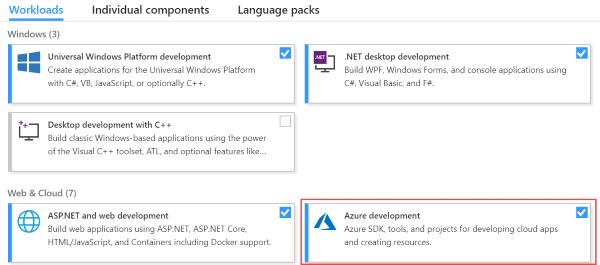 Workloads Individual components Language packs
Windows (3)
Universal Windows Platform development
Create applications for the Universal Windows Platform
with C#, VB, JavaScript, or optionally C++.
.NET
.NET desktop development
Build WPF, Windows Forms, and console applications using
C#, Visual Basic, and F#.
Desktop development with C++
Build classic Windows-based applications using the power
of the Visual C++ toolset, ATL, and optional features like...
Web & Cloud (7)
ASP.NET and web development
Build web applications using ASP.NET, ASP.NET Core,
HTML/JavaScript, and Containers including Docker support.
Azure development
Azure SDK, tools, and projects for developing cloud apps
and creating resources.